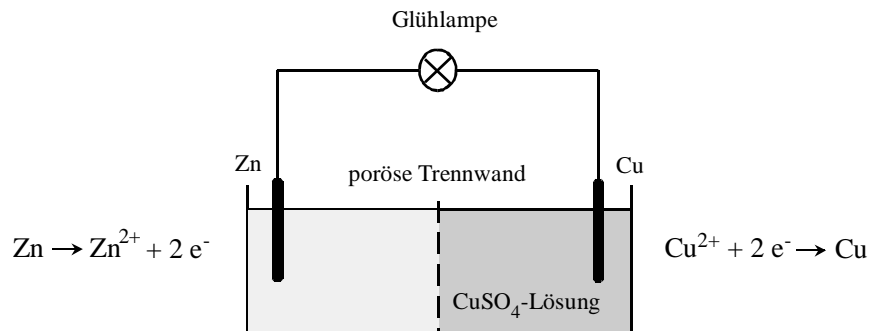 Glühlampe
Zn
poröse Trennwand
Cu
Zn → Zn²⁺ + 2 e⁻
Cu²⁺ + 2 e⁻ → Cu
CuSO₄-Lösung